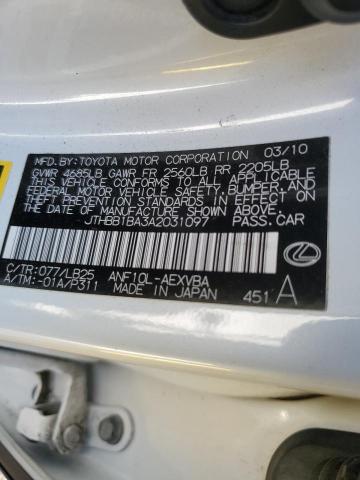 MFD.BY:TOYOTA MOTOR CORPORATION 03/10
GVWR 4685LB GAWR FR 2560LB RR 2205LB
THIS VEHICLE CONFORMS TO ALL APPLICABLE
FEDERAL MOTOR VEHICLE SAFETY, BUMPER, AND
THEFT PREVENTION STANDARDS IN EFFECT ON
THE DATE OF MANUFACTURE SHOWN ABOVE.
JTHBB1BA3A2031097 PASS.CAR
C/TR:077/LB25 ANF10L-AEXVBA
A/TM:-01A/P311 MADE IN JAPAN 451 A